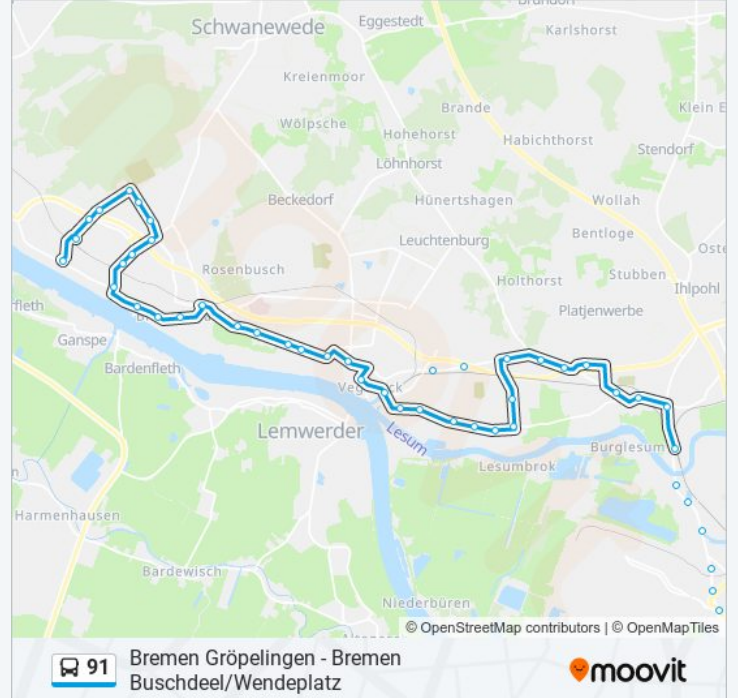 Brundorf
Schwanewede
Eggestedt
Karlshorst
Kreienmoor
Brande
Klein E
Wölpsche
Hohehorst
Habichthorst
Stendorf
Löhnhorst
Beckedorf
Hünertshagen
Wollah
Bentloge
Leuchtenburg
Oste
Rosenbusch
Stubben
Holthorst
Ihlpohl
rfleth
Platjenwerbe
Ganspe
Bardenfleth
Lemwerder
Lesum
Burglesum
Lesumbrok
n
Harmenhausen
Bardewisch
Niederbüren
© OpenStreetMap contributors | © OpenMapTiles
91
Bremen Gröpelingen - Bremen
Buschdeel/Wendeplatz
moovit